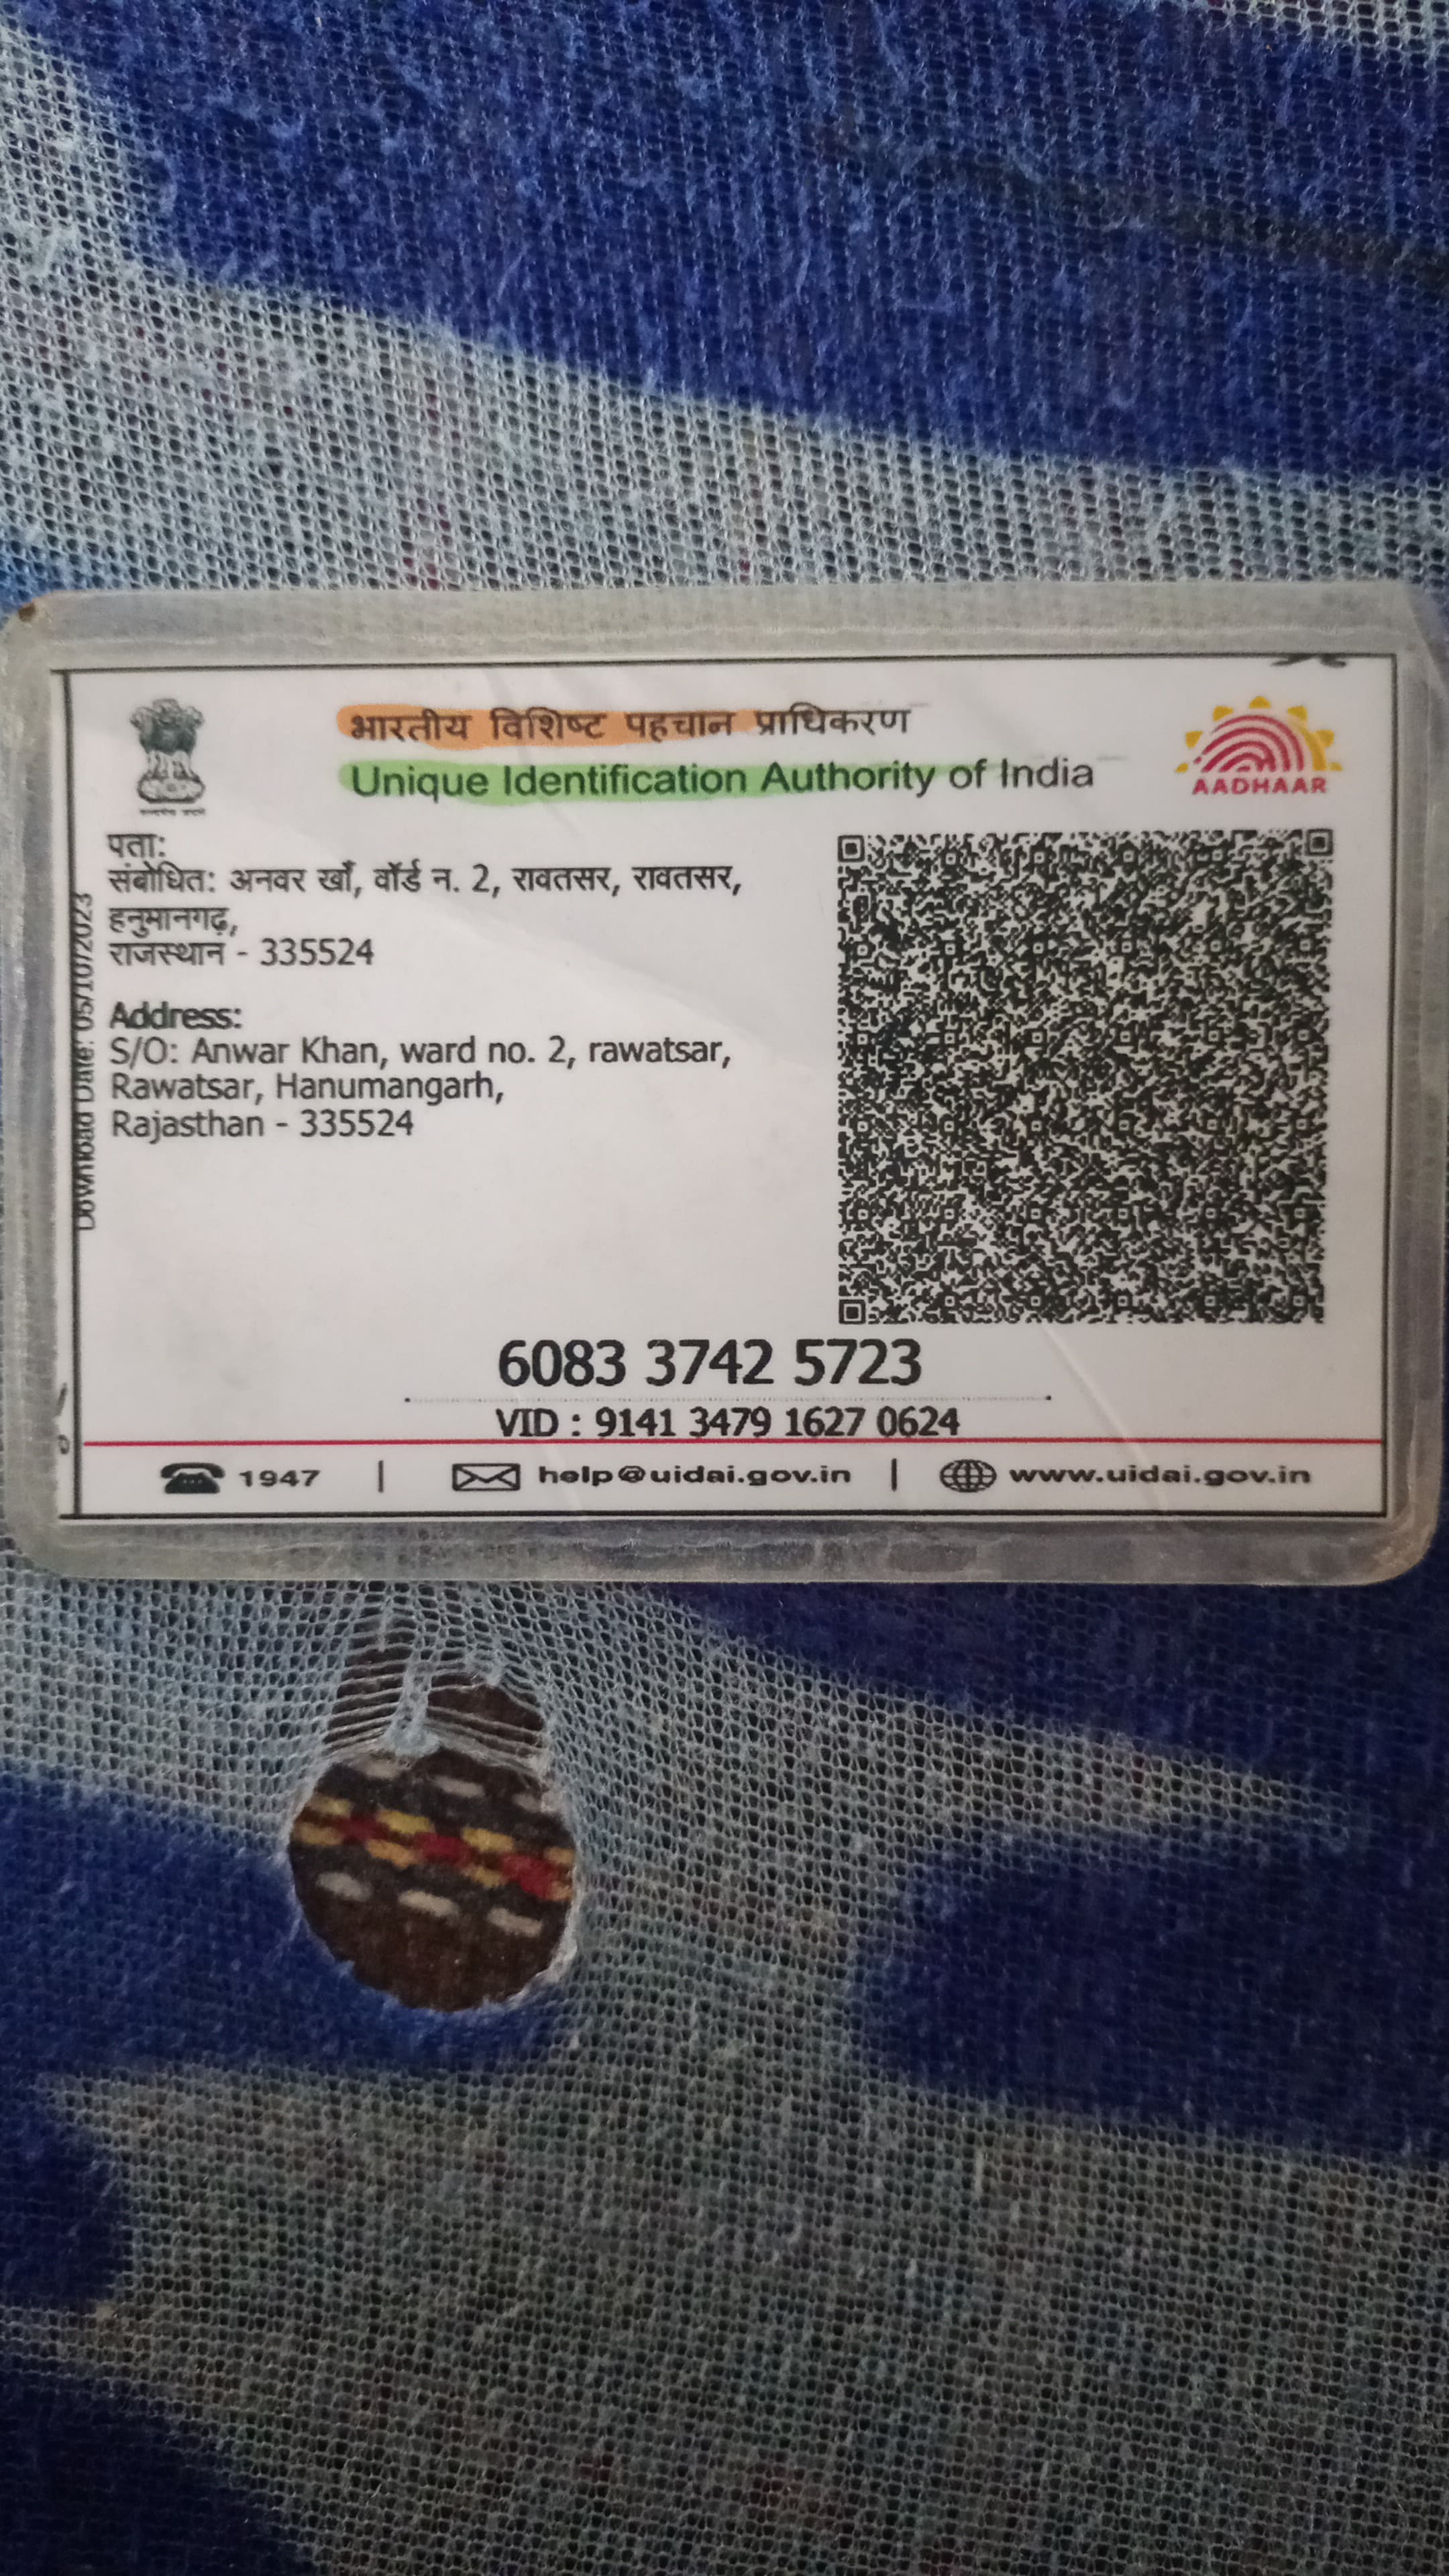 भारतीय विशिष्ट पहचान प्राधिकरण
Unique Identification Authority of India
AADHAAR
पता:
संबोधित: अनवर खाँ, वॉर्ड न. 2, रावतसर, रावतसर,
हनुमानगढ़,
राजस्थान - 335524
Address:
S/O: Anwar Khan, ward no. 2, rawatsar,
Rawatsar, Hanumangarh,
Rajasthan - 335524
Download Date: 05/10/2023
6083 3742 5723
VID : 9141 3479 1627 0624
1947 | help@uidai.gov.in | www.uidai.gov.in